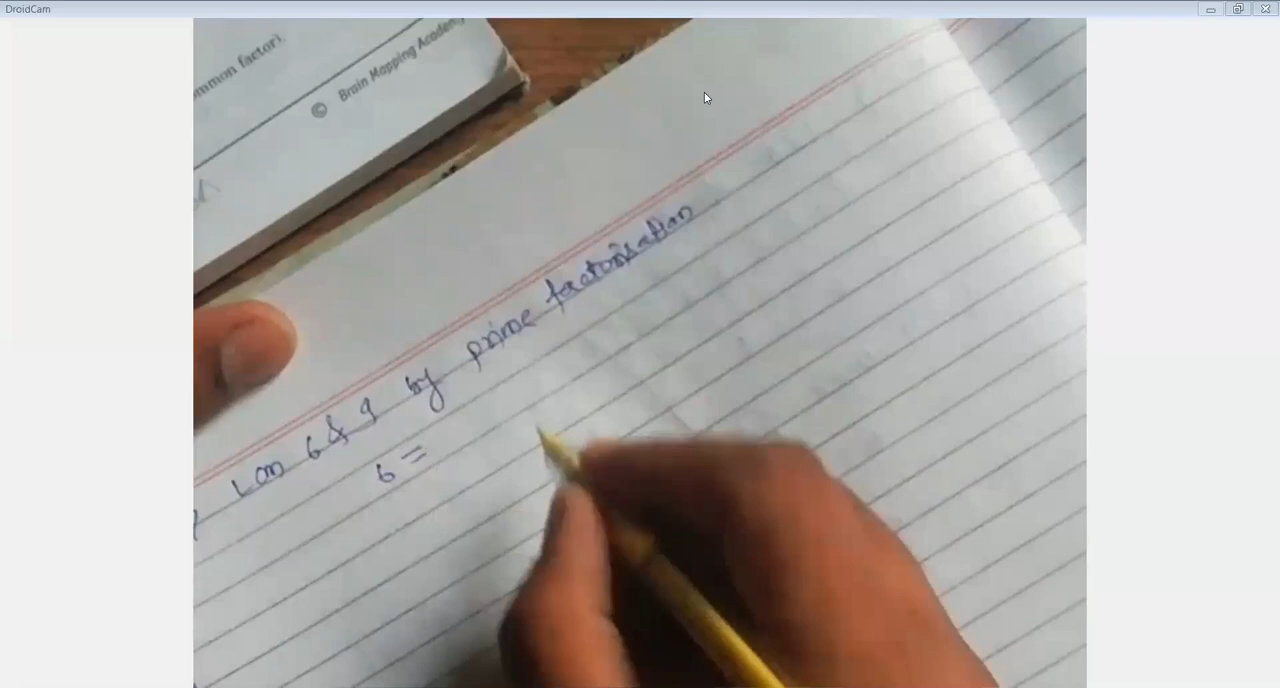 DroidCam
mmon factor).
© Brain Mapping Academy
LCM 6 & 9 by prime factorisation
6 =